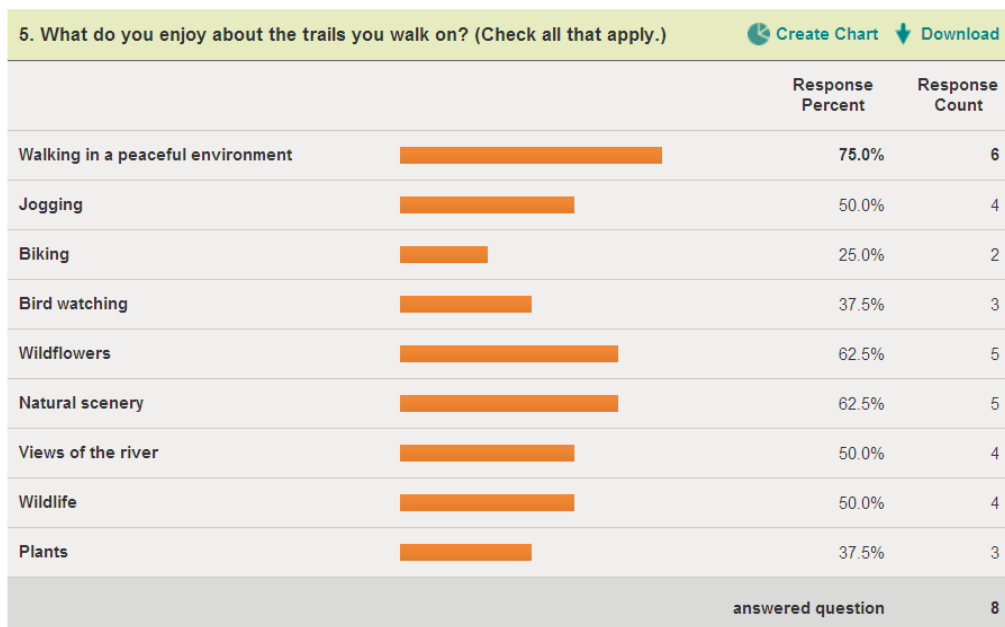 5. What do you enjoy about the trails you walk on? (Check all that apply.) Create Chart Download
Response Percent Response Count
Walking in a peaceful environment 75.0% 6
Jogging 50.0% 4
Biking 25.0% 2
Bird watching 37.5% 3
Wildflowers 62.5% 5
Natural scenery 62.5% 5
Views of the river 50.0% 4
Wildlife 50.0% 4
Plants 37.5% 3
answered question 8